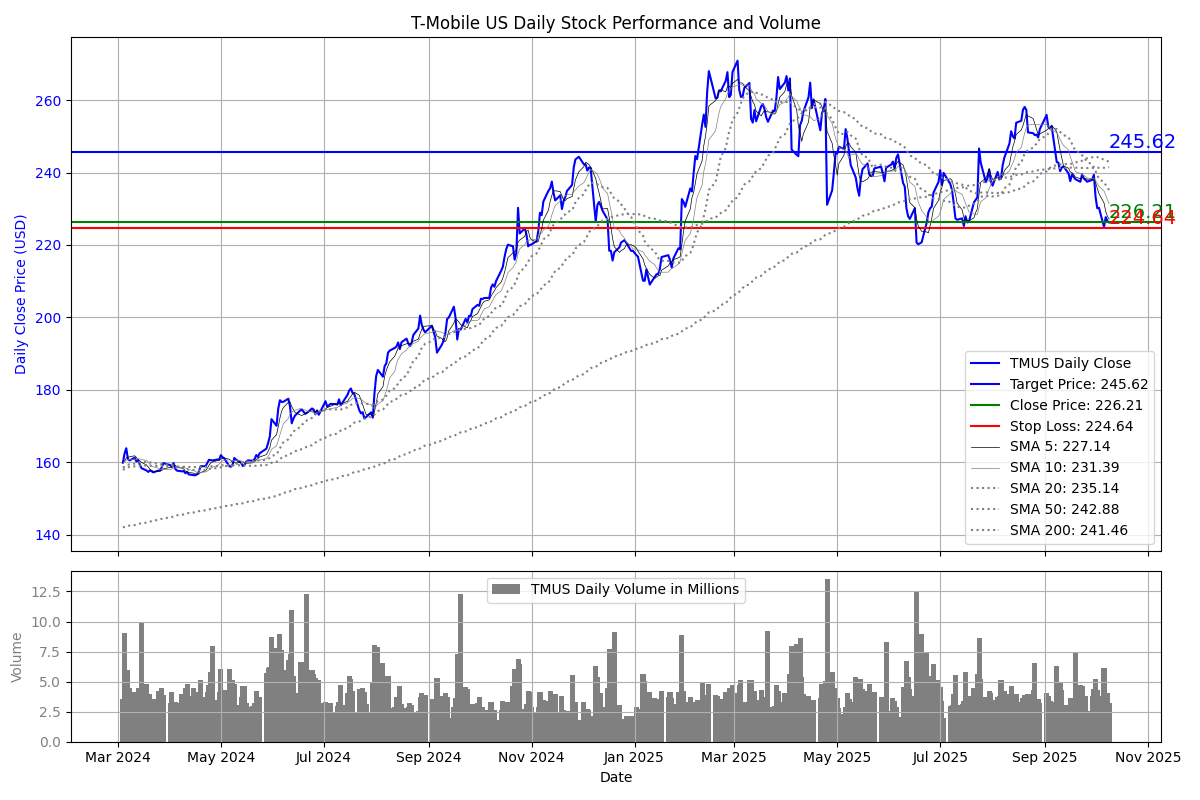 T-Mobile US Daily Stock Performance and Volume
Daily Close Price (USD)
260
240
220
200
180
160
140
245.62
226.21
224.64
TMUS Daily Close
Target Price: 245.62
Close Price: 226.21
Stop Loss: 224.64
SMA 5: 227.14
SMA 10: 231.39
SMA 20: 235.14
SMA 50: 242.88
SMA 200: 241.46
Volume
12.5
10.0
7.5
5.0
2.5
0.0
TMUS Daily Volume in Millions
Mar 2024 May 2024 Jul 2024 Sep 2024 Nov 2024 Jan 2025 Mar 2025 May 2025 Jul 2025 Sep 2025 Nov 2025
Date